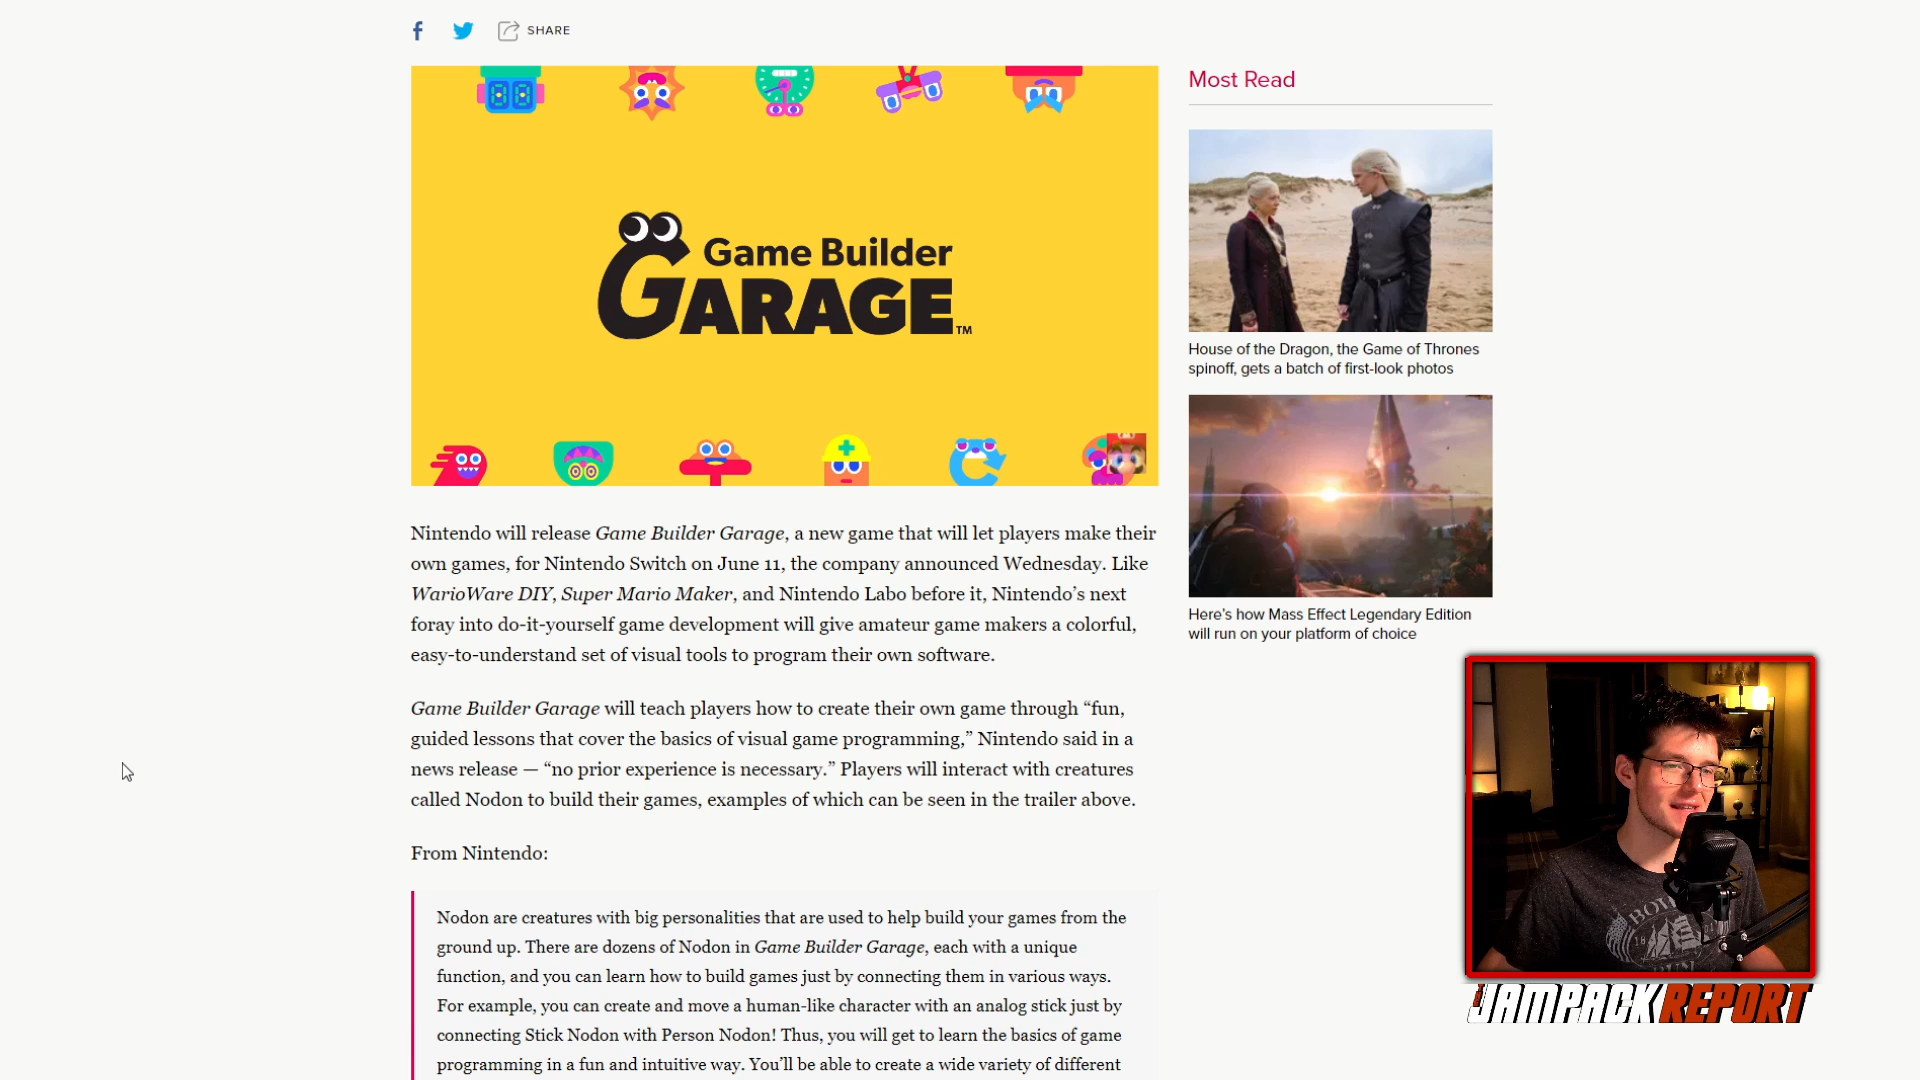 SHARE
Game Builder
GARAGE™
Nintendo will release Game Builder Garage, a new game that will let players make their
own games, for Nintendo Switch on June 11, the company announced Wednesday. Like
WarioWare DIY, Super Mario Maker, and Nintendo Labo before it, Nintendo’s next
foray into do-it-yourself game development will give amateur game makers a colorful,
easy-to-understand set of visual tools to program their own software.
Game Builder Garage will teach players how to create their own game through “fun,
guided lessons that cover the basics of visual game programming,” Nintendo said in a
news release — “no prior experience is necessary.” Players will interact with creatures
called Nodon to build their games, examples of which can be seen in the trailer above.
From Nintendo:
Nodon are creatures with big personalities that are used to help build your games from the
ground up. There are dozens of Nodon in Game Builder Garage, each with a unique
function, and you can learn how to build games just by connecting them in various ways.
For example, you can create and move a human-like character with an analog stick just by
connecting Stick Nodon with Person Nodon! Thus, you will get to learn the basics of game
programming in a fun and intuitive way. You’ll be able to create a wide variety of different
Most Read
House of the Dragon, the Game of Thrones
spinoff, gets a batch of first-look photos
Here’s how Mass Effect Legendary Edition
will run on your platform of choice
JAMPACK REPORT